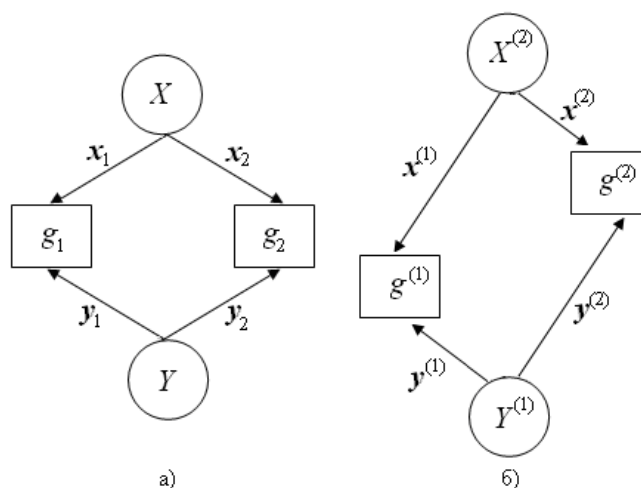 X
x₁ x₂
g₁ g₂
y₁ y₂
Y
а)
X⁽²⁾
x⁽²⁾
x⁽¹⁾
g⁽²⁾
g⁽¹⁾
y⁽²⁾
y⁽¹⁾
Y⁽¹⁾
б)